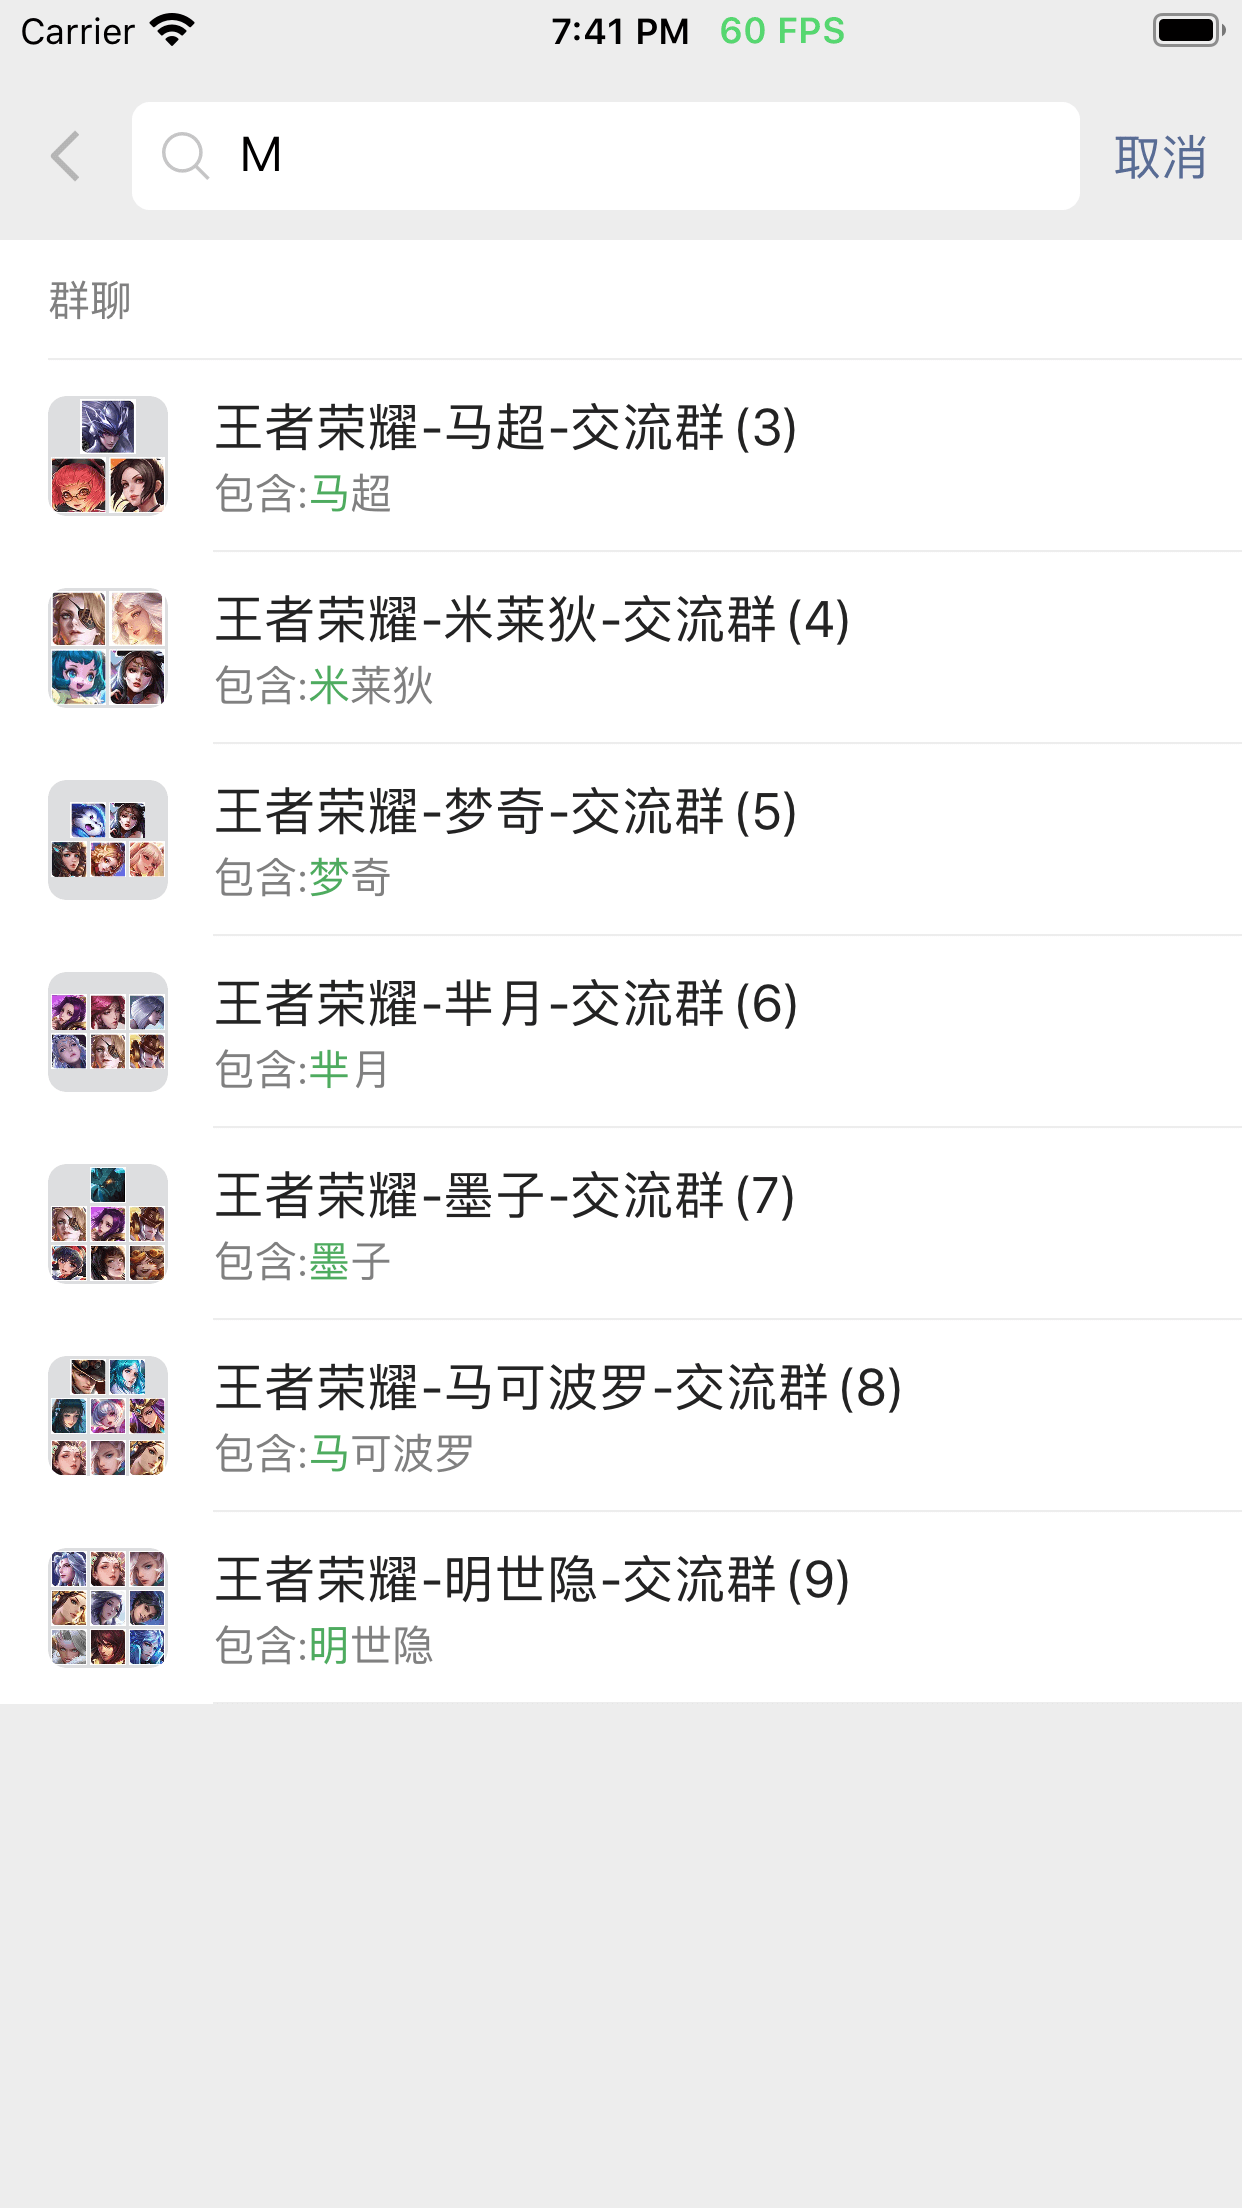 Carrier 7:41 PM 60 FPS
M 取消
群聊
王者荣耀-马超-交流群(3)
包含:马超
王者荣耀-米莱狄-交流群(4)
包含:米莱狄
王者荣耀-梦奇-交流群(5)
包含:梦奇
王者荣耀-芈月-交流群(6)
包含:芈月
王者荣耀-墨子-交流群(7)
包含:墨子
王者荣耀-马可波罗-交流群(8)
包含:马可波罗
王者荣耀-明世隐-交流群(9)
包含:明世隐